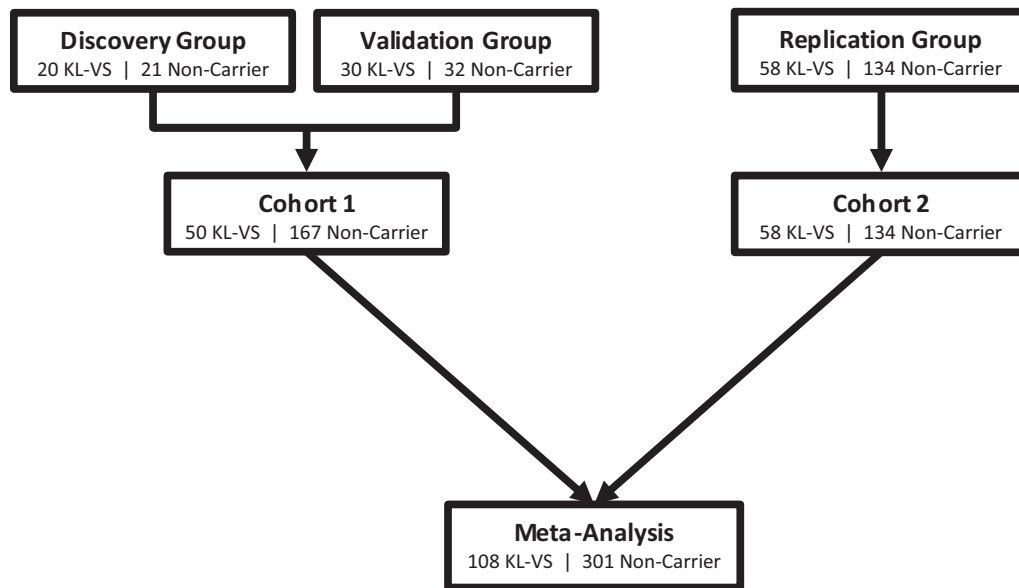 Discovery Group
20 KL-VS | 21 Non-Carrier
Validation Group
30 KL-VS | 32 Non-Carrier
Replication Group
58 KL-VS | 134 Non-Carrier
Cohort 1
50 KL-VS | 167 Non-Carrier
Cohort 2
58 KL-VS | 134 Non-Carrier
Meta-Analysis
108 KL-VS | 301 Non-Carrier